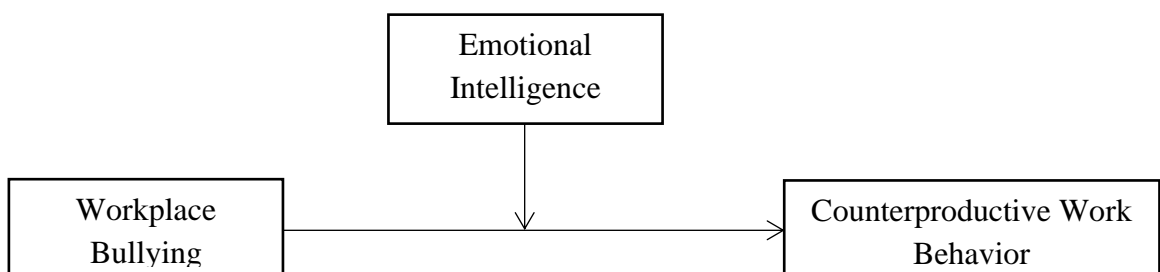 Emotional
Intelligence
Workplace
Bullying
Counterproductive Work
Behavior